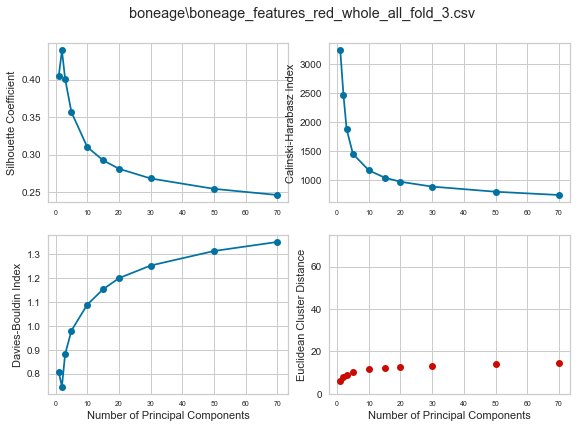 boneage\boneage_features_red_whole_all_fold_3.csv
Silhouette Coefficient
0.40
0.35
0.30
0.25
0 10 20 30 40 50 60 70
Calinski-Harabasz Index
3000
2500
2000
1500
1000
0 10 20 30 40 50 60 70
Davies-Bouldin Index
1.3
1.2
1.1
1.0
0.9
0.8
0 10 20 30 40 50 60 70
Number of Principal Components
Euclidean Cluster Distance
60
40
20
0
0 10 20 30 40 50 60 70
Number of Principal Components